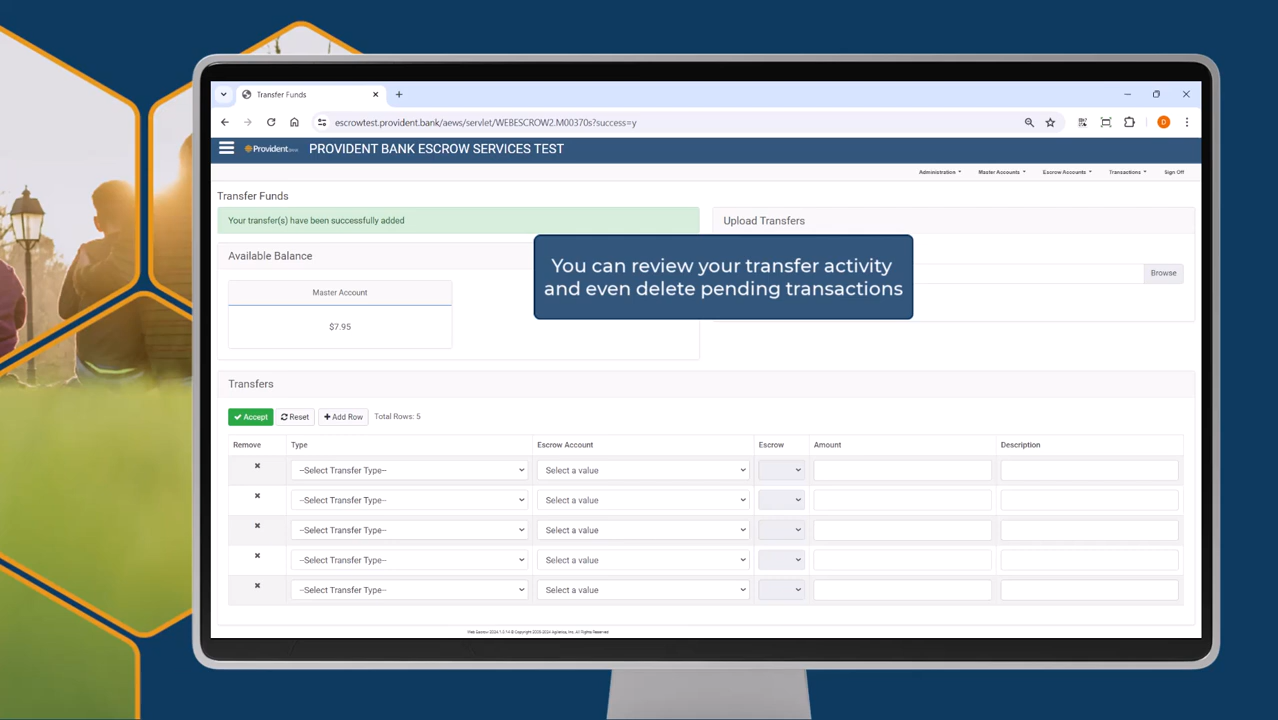 Transfer Funds
escrowtest.provident.bank/aews/servlet/WEBESCROW2.M00370s?success=y
D
Provident BANK PROVIDENT BANK ESCROW SERVICES TEST
Administration Master Accounts Escrow Accounts Transactions Sign Off
Transfer Funds
Your transfer(s) have been successfully added
Upload Transfers
You can review your transfer activity
and even delete pending transactions
Available Balance
Browse
Master Account
$7.95
Transfers
Accept Reset Add Row Total Rows: 5
Remove Type Escrow Account Escrow Amount Description
--Select Transfer Type-- Select a value
--Select Transfer Type-- Select a value
--Select Transfer Type-- Select a value
--Select Transfer Type-- Select a value
--Select Transfer Type-- Select a value